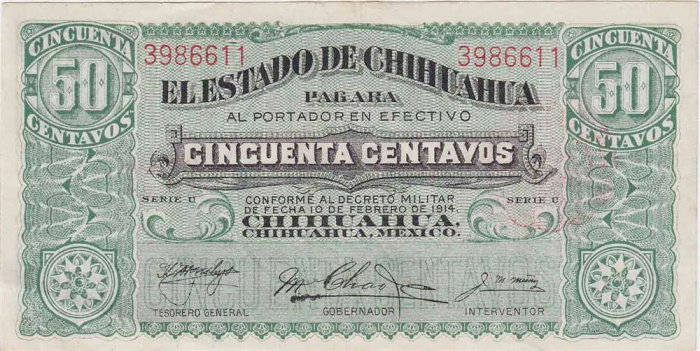 CINCUENTA
50
CENTAVOS
3986611
3986611
CINCUENTA
50
CENTAVOS
EL ESTADO DE CHIHUAHUA
PAGARA
AL PORTADOR EN EFECTIVO
CINCUENTA CENTAVOS
SERIE U
CONFORME AL DECRETO MILITAR
DE FECHA 10 DE FEBRERO DE 1914.
SERIE U
CHIHUAHUA,
CHIHUAHUA, MEXICO.
CINCUENTA CENTAVOS
TESORERO GENERAL
GOBERNADOR
INTERVENTOR